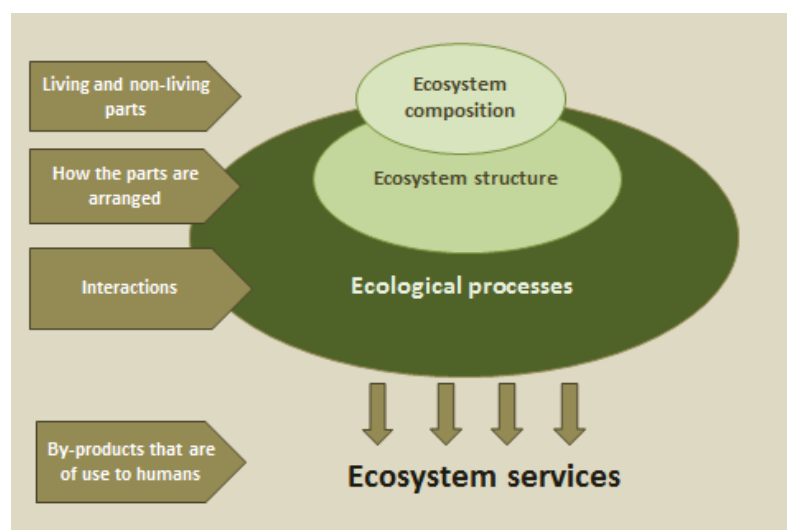 Living and non-living
parts
Ecosystem
composition
How the parts are
arranged
Ecosystem structure
Interactions
Ecological processes
By-products that are
of use to humans
Ecosystem services